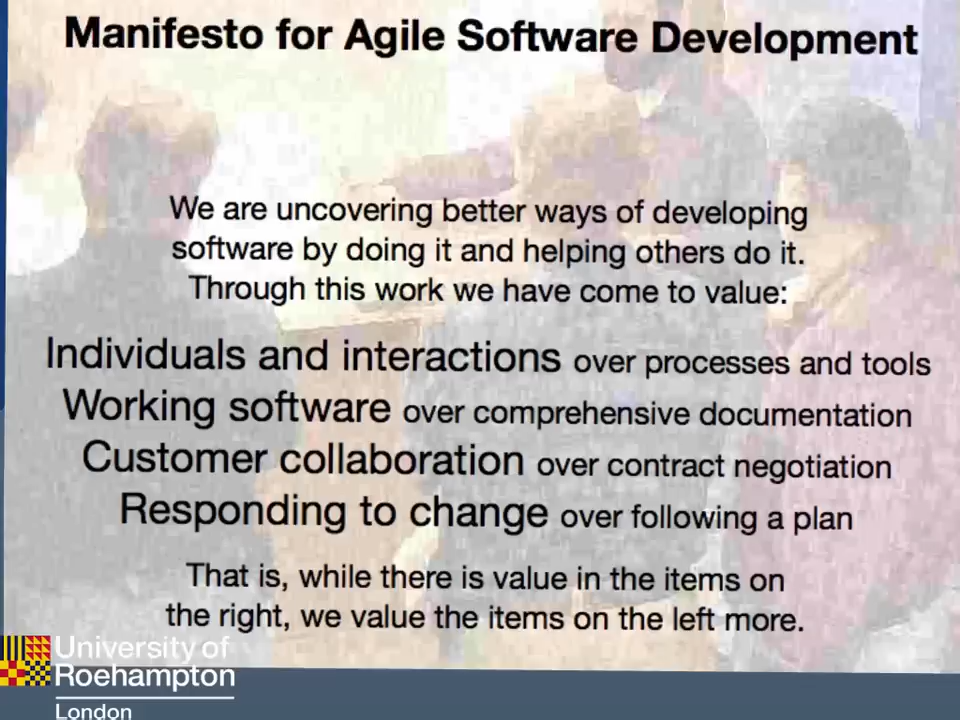 Manifesto for Agile Software Development
We are uncovering better ways of developing
software by doing it and helping others do it.
Through this work we have come to value:
Individuals and interactions over processes and tools
Working software over comprehensive documentation
Customer collaboration over contract negotiation
Responding to change over following a plan
That is, while there is value in the items on
the right, we value the items on the left more.
University of
Roehampton
London